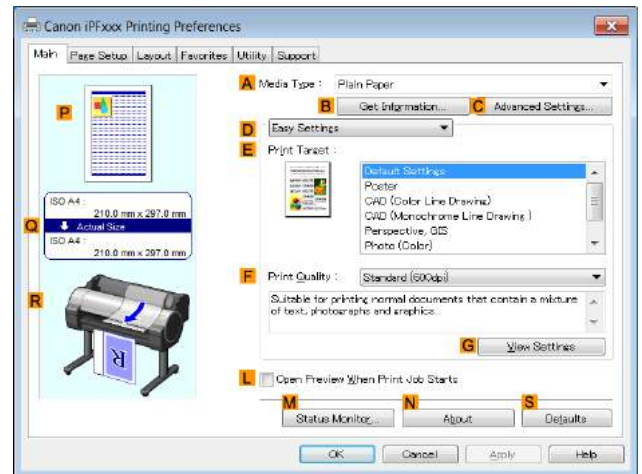 Canon iPFxxx Printing Preferences
Main Page Setup Layout Favorites Utility Support
A Media Type : Plain Paper
B Get Information... C Advanced Settings...
D Easy Settings
E Print Target :
Default Settings
Poster
CAD (Color Line Drawing)
CAD (Monochrome Line Drawing )
Perspective, GIS
Photo (Color)
P
ISO A4 :
210.0 mm x 297.0 mm
Q Actual Size
ISO A4 :
210.0 mm x 297.0 mm
R
R
F Print Quality : Standard (600dpi)
Suitable for printing normal documents that contain a mixture
of text, photographs and graphics.
G View Settings
L Open Preview When Print Job Starts
M N S
Status Monitor... About Defaults
OK Cancel Apply Help